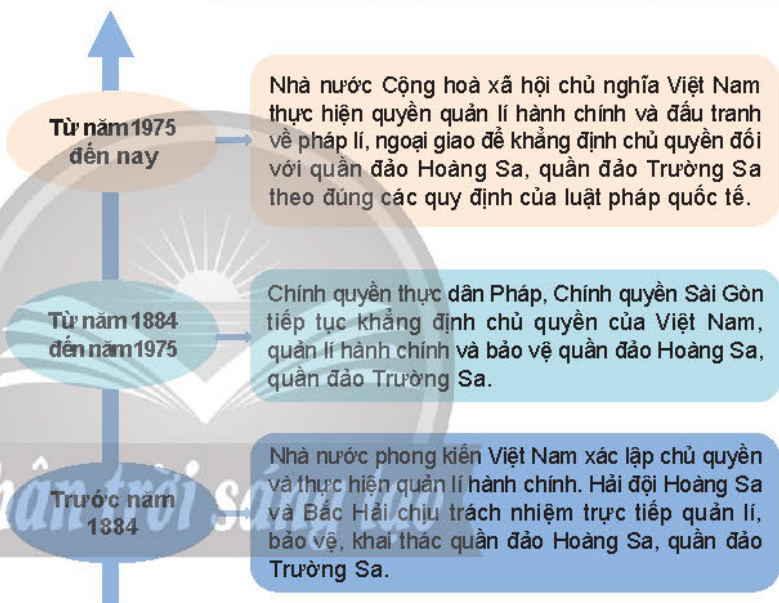 Từ năm 1975
đến nay
Nhà nước Cộng hoà xã hội chủ nghĩa Việt Nam
thực hiện quyền quản lí hành chính và đấu tranh
về pháp lí, ngoại giao để khẳng định chủ quyền đối
với quần đảo Hoàng Sa, quần đảo Trường Sa
theo đúng các quy định của luật pháp quốc tế.
Từ năm 1884
đến năm 1975
Chính quyền thực dân Pháp, Chính quyền Sài Gòn
tiếp tục khẳng định chủ quyền của Việt Nam,
quản lí hành chính và bảo vệ quần đảo Hoàng Sa,
quần đảo Trường Sa.
Trước năm
1884
Nhà nước phong kiến Việt Nam xác lập chủ quyền
và thực hiện quản lí hành chính. Hải đội Hoàng Sa
và Bắc Hải chịu trách nhiệm trực tiếp quản lí,
bảo vệ, khai thác quần đảo Hoàng Sa, quần đảo
Trường Sa.
hân trời sáng tạo